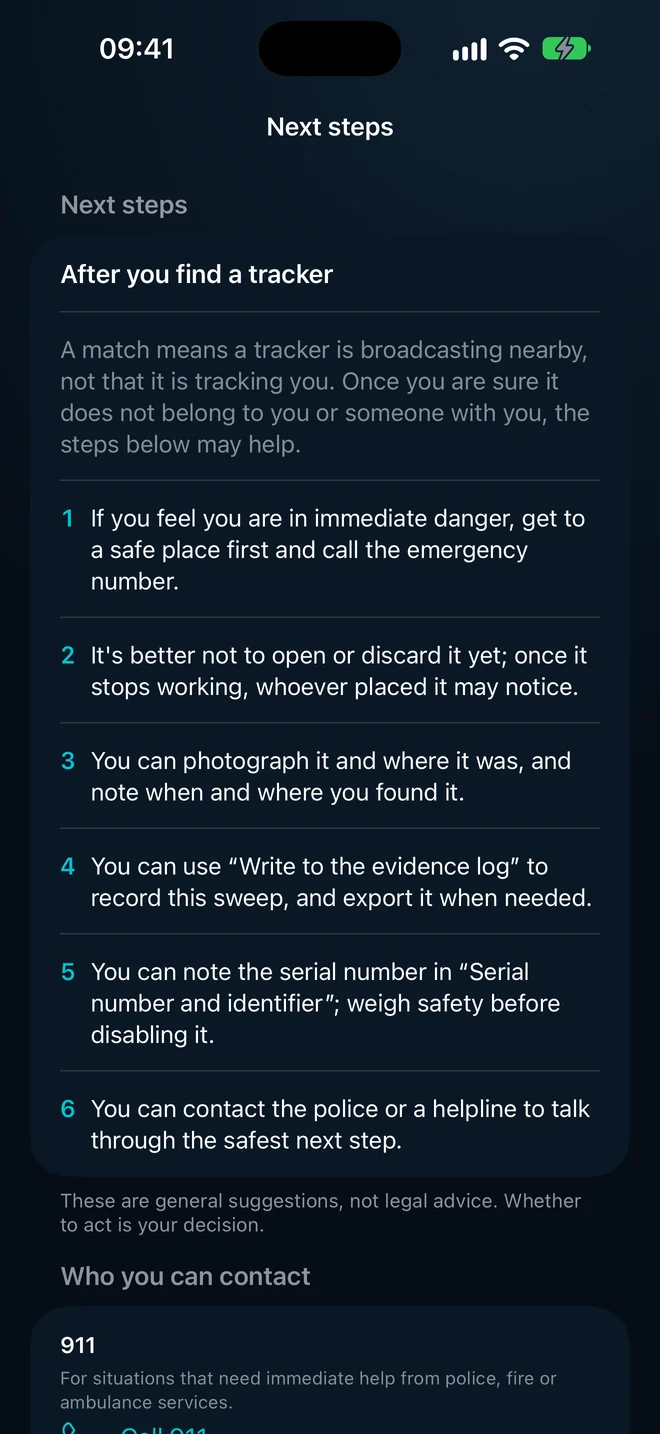 09:41
Next steps
Next steps
After you find a tracker
A match means a tracker is broadcasting nearby,
not that it is tracking you. Once you are sure it
does not belong to you or someone with you, the
steps below may help.
1 If you feel you are in immediate danger, get to
a safe place first and call the emergency
number.
2 It's better not to open or discard it yet; once it
stops working, whoever placed it may notice.
3 You can photograph it and where it was, and
note when and where you found it.
4 You can use “Write to the evidence log” to
record this sweep, and export it when needed.
5 You can note the serial number in “Serial
number and identifier”; weigh safety before
disabling it.
6 You can contact the police or a helpline to talk
through the safest next step.
These are general suggestions, not legal advice. Whether
to act is your decision.
Who you can contact
911
For situations that need immediate help from police, fire or
ambulance services.
Call 911